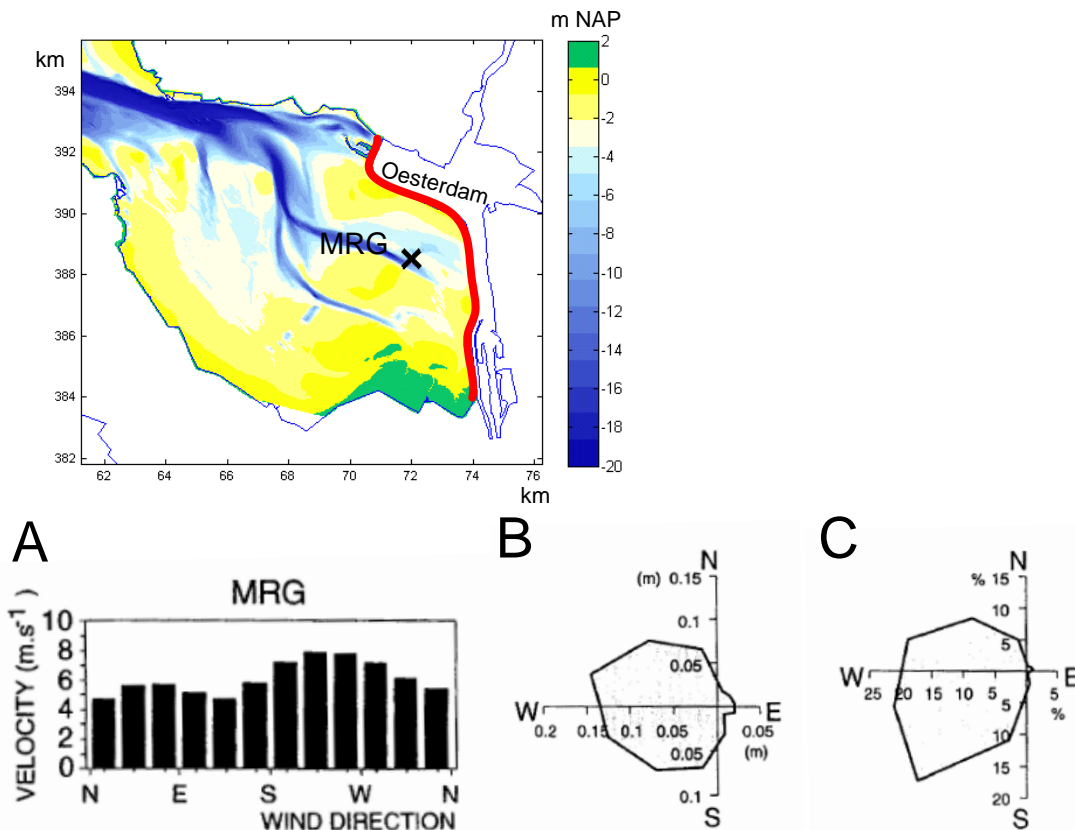 m NAP
km
394
392
390
388
386
384
382
62
64
66
68
70
72
74
76
km
Oesterdam
MRG
2
0
-2
-4
-6
-8
-10
-12
-14
-16
-18
-20
A
MRG
VELOCITY (m.s⁻¹)
10
8
6
4
2
0
N E S W N
WIND DIRECTION
B
N
(m) 0.15
0.1
0.05
W E
0.2 0.15 0.1 0.05 0.05
0.05 (m)
0.1
S
C
N
% 15
10
5
W E
25 20 15 10 5 5
5 %
10
15
20
S